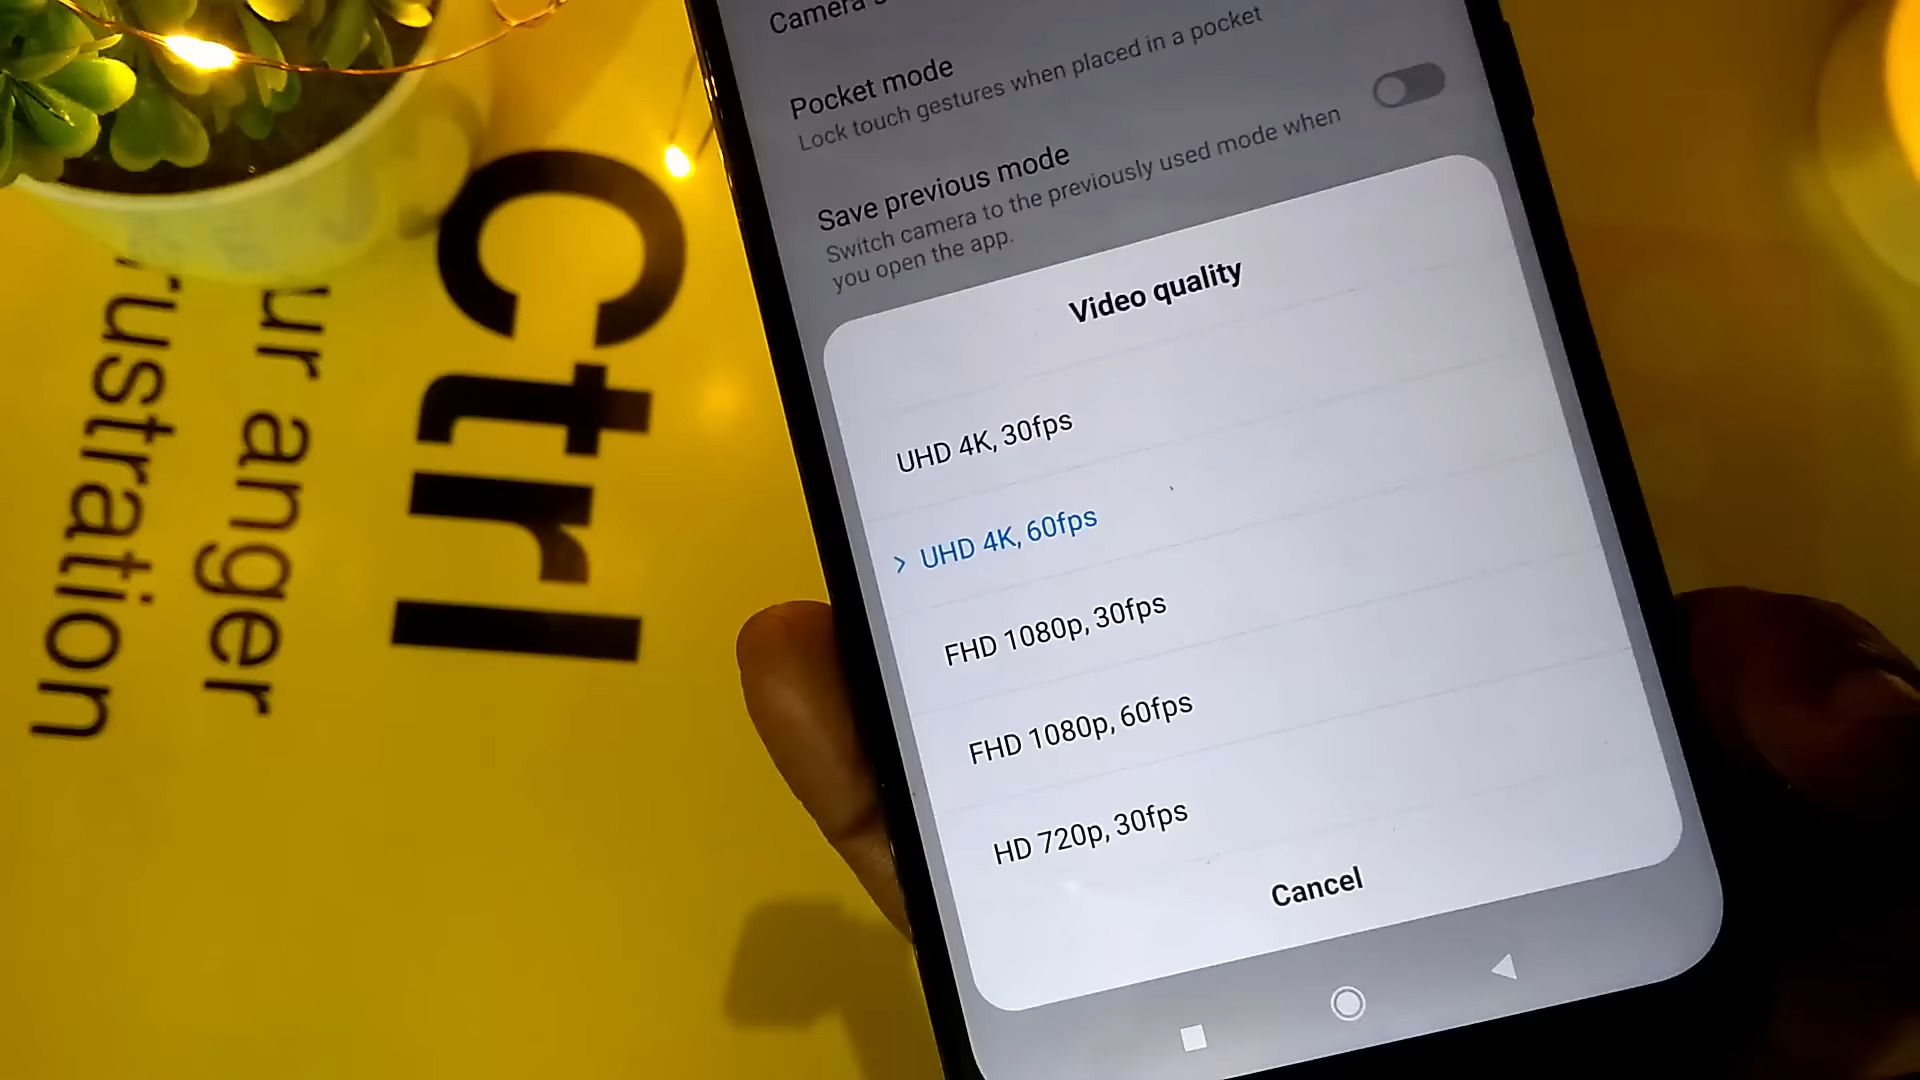 Camera
Pocket mode
Lock touch gestures when placed in a pocket
Save previous mode
Switch camera to the previously used mode when
you open the app.
Video quality
UHD 4K, 30fps
UHD 4K, 60fps
FHD 1080p, 30fps
FHD 1080p, 60fps
HD 720p, 30fps
Cancel
Ctrl
ur anger
rustration